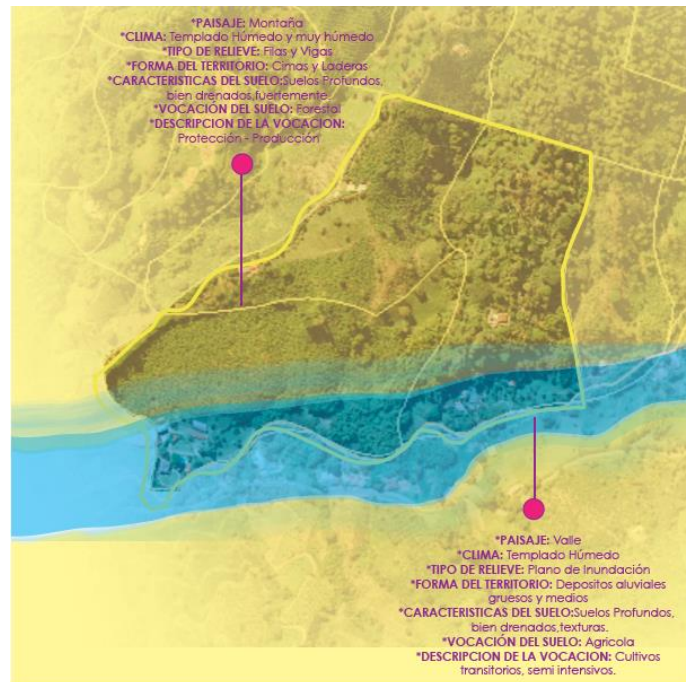 *PAISAJE: Montaña
*CLIMA: Templado Húmedo y muy húmedo
*TIPO DE RELIEVE: Filas y Vigas
*FORMA DEL TERRITORIO: Cimas y Laderas
*CARACTERISTICAS DEL SUELO:Suelos Profundos,
bien drenados,fuertemente.
*VOCACIÓN DEL SUELO: Forestal
*DESCRIPCION DE LA VOCACION:
Protección - Producción
*PAISAJE: Valle
*CLIMA: Templado Húmedo
*TIPO DE RELIEVE: Plano de Inundación
*FORMA DEL TERRITORIO: Depositos aluviales
gruesos y medios
*CARACTERISTICAS DEL SUELO:Suelos Profundos,
bien drenados,texturas.
*VOCACIÓN DEL SUELO: Agricola
*DESCRIPCION DE LA VOCACION: Cultivos
transitorios, semi intensivos.